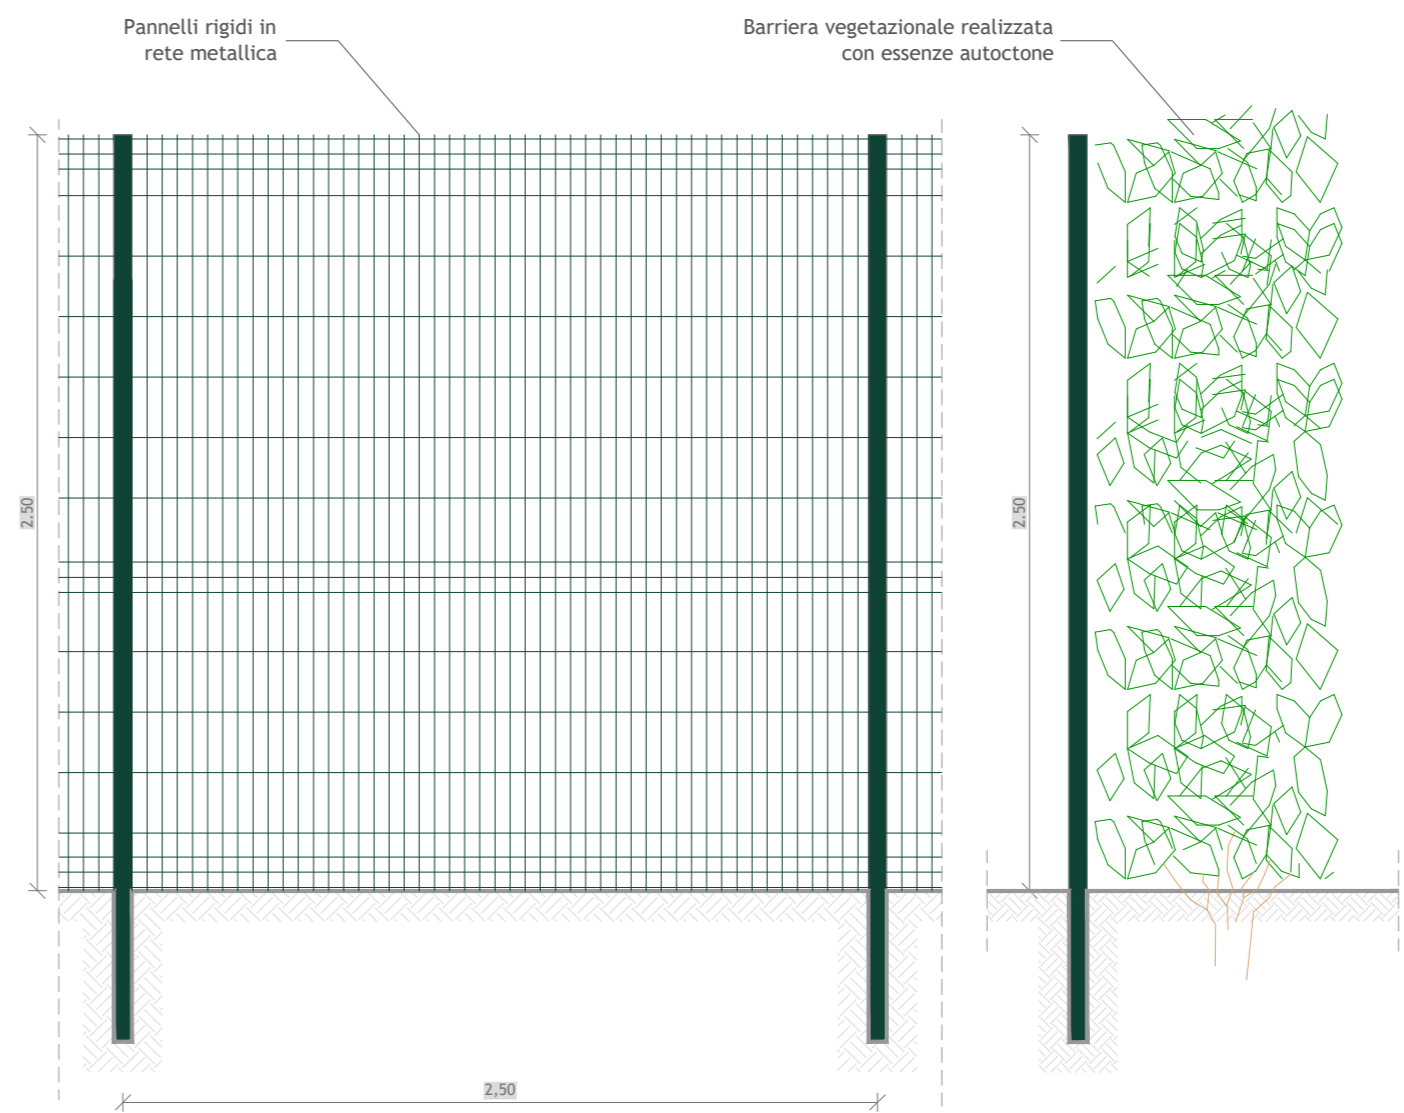 Pannelli rigidi in
rete metallica
Barriera vegetazionale realizzata
con essenze autoctone
2.50
2.50
2,50